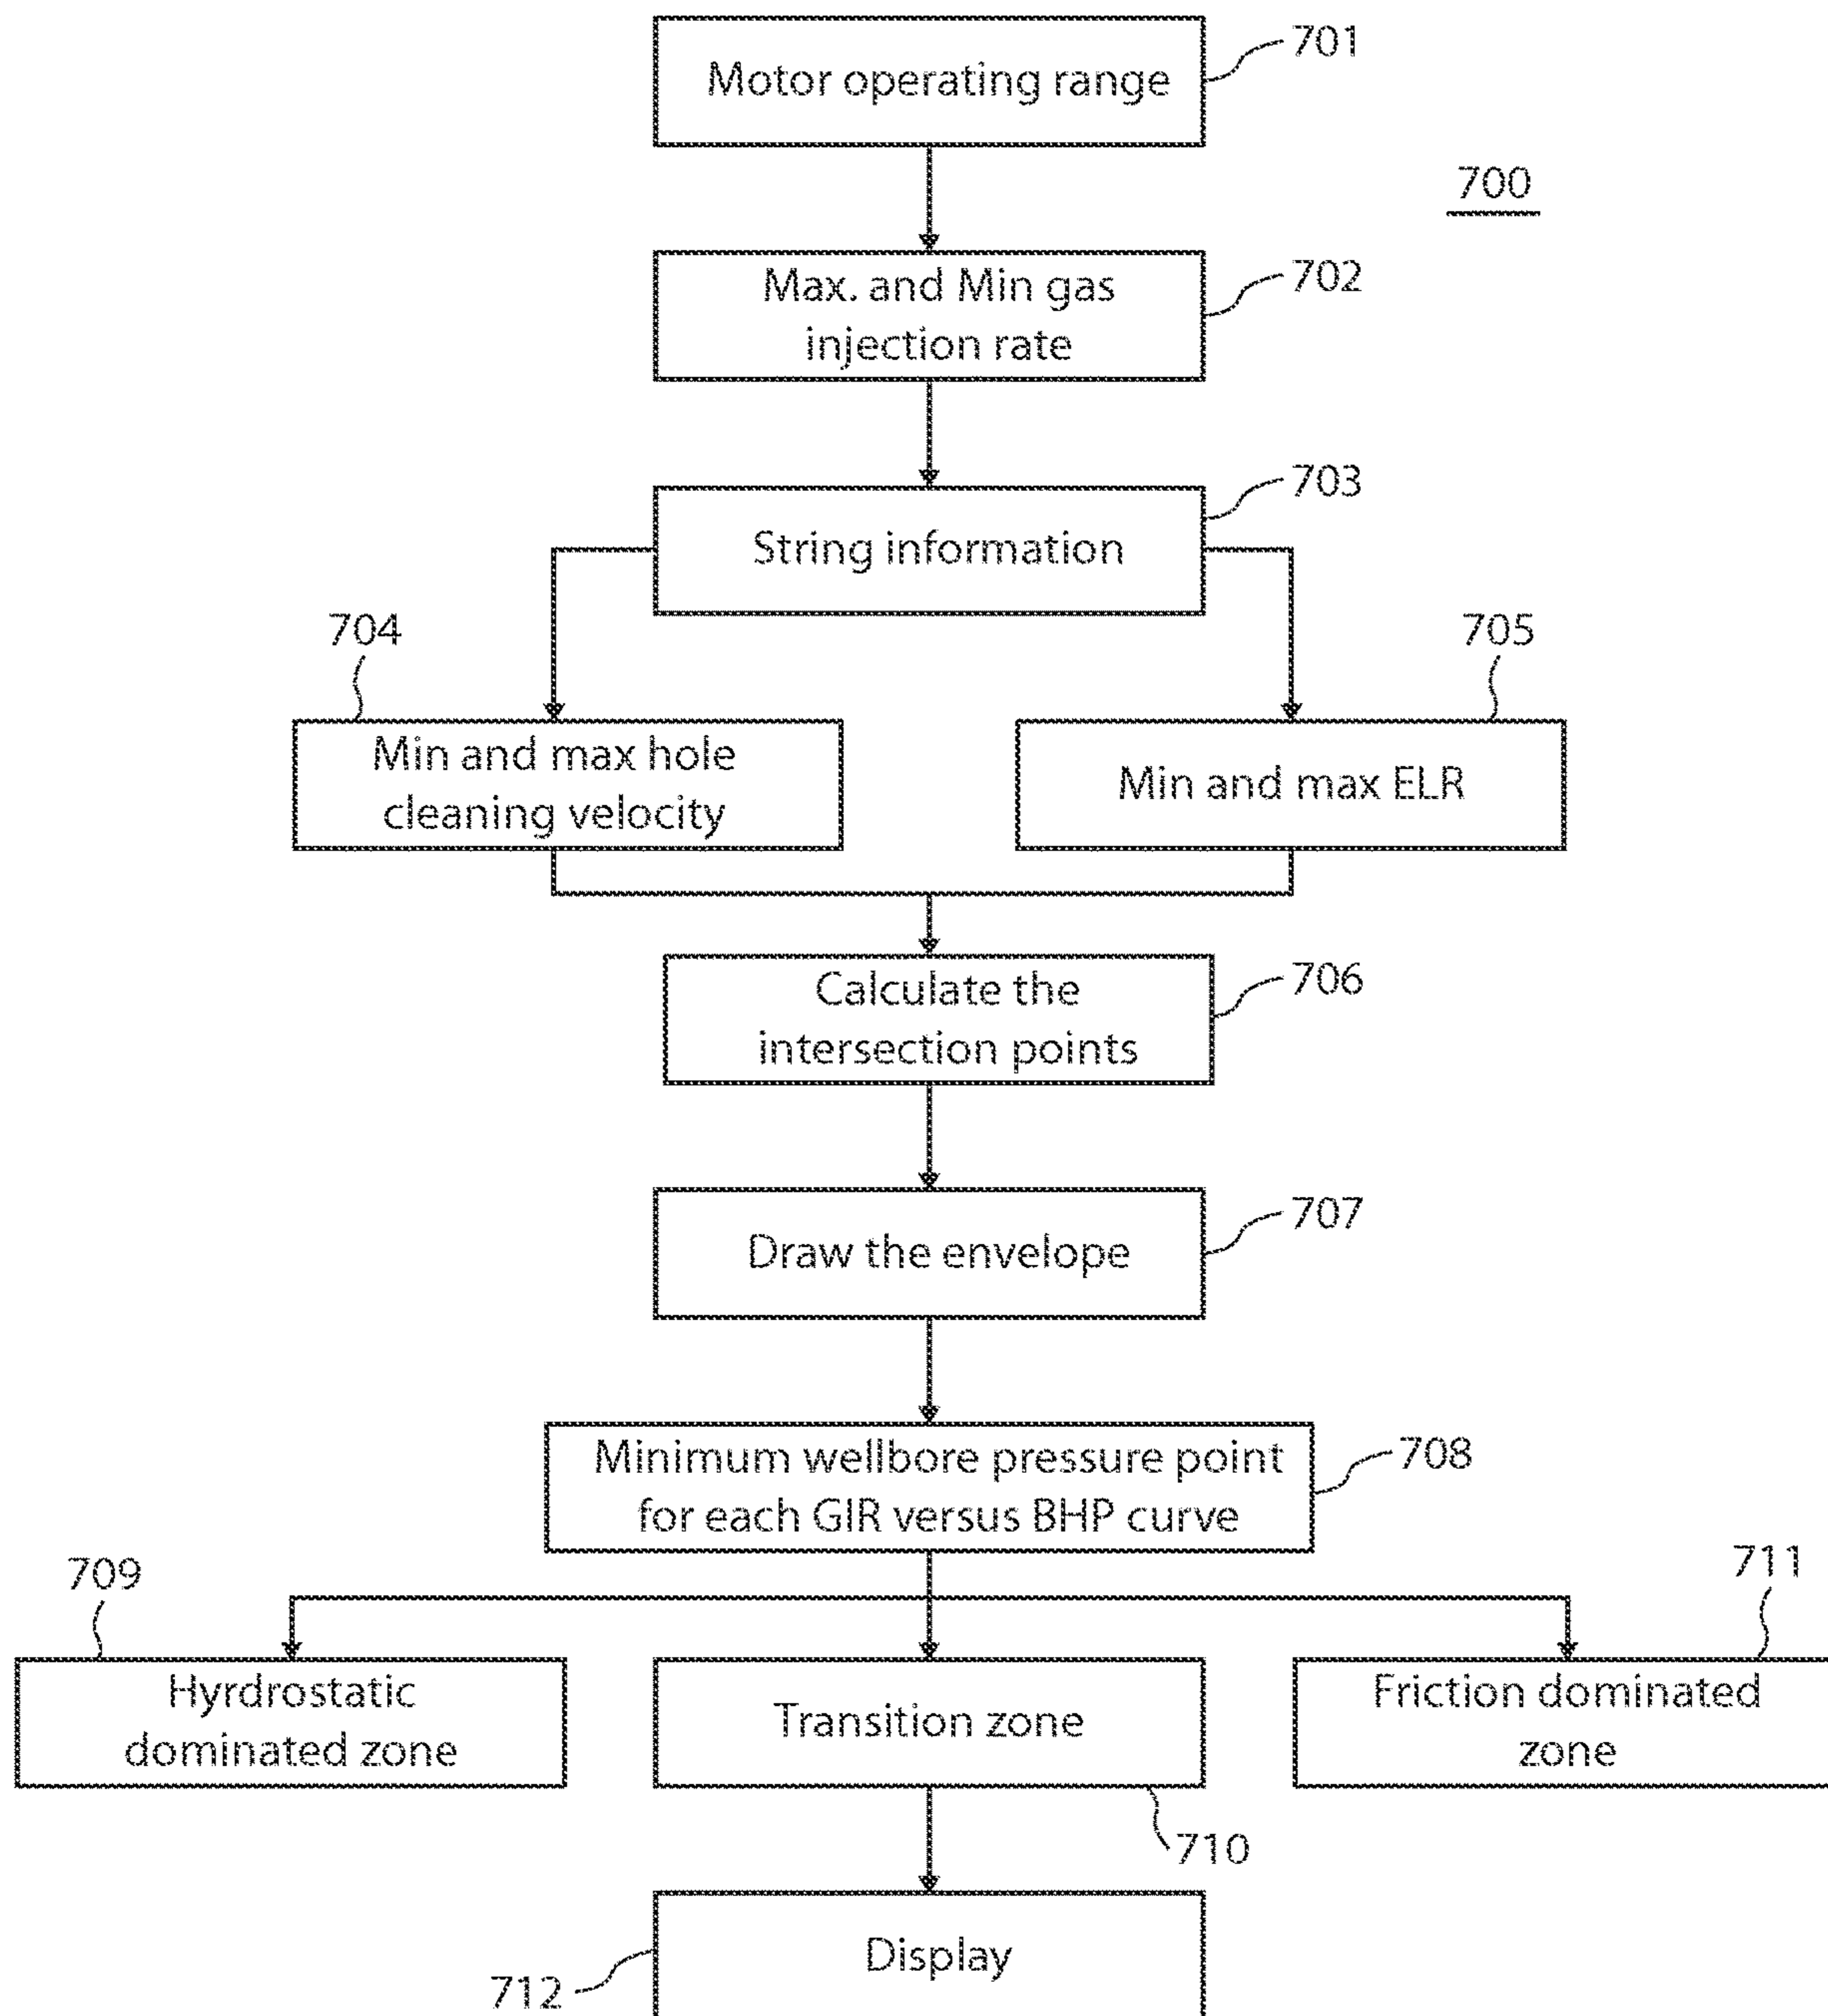 Motor operating range
701
700
Max. and Min gas
injection rate
702
String information
703
704
705
Min and max hole
cleaning velocity
Min and max ELR
Calculate the
intersection points
706
Draw the envelope
707
Minimum wellbore pressure point
for each GIR versus BHP curve
708
709
711
Hyrdrostatic
dominated zone
Transition zone
Friction dominated
zone
710
Display
712